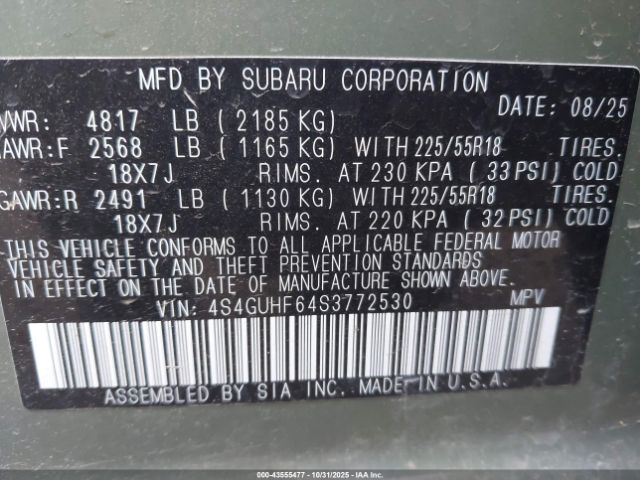 MFD BY SUBARU CORPORATION
DATE: 08/25
VWR: 4817 LB ( 2185 KG)
AWR:F 2568 LB ( 1165 KG) WITH 225/55R18 TIRES.
18X7J RIMS. AT 230 KPA ( 33 PSI) COLD
GAWR:R 2491 LB ( 1130 KG) WITH 225/55R18 TIRES.
18X7J RIMS. AT 220 KPA ( 32 PSI) COLD
THIS VEHICLE CONFORMS TO ALL APPLICABLE FEDERAL MOTOR
VEHICLE SAFETY AND THEFT PREVENTION STANDARDS
IN EFFECT ON THE DATE OF MANUFACTURE SHOWN ABOVE.
VIN: 4S4GUHF64S3772530 MPV
ASSEMBLED BY SIA INC. MADE IN U.S.A.
000-43555477 - 10/31/2025 - IAAI.COM